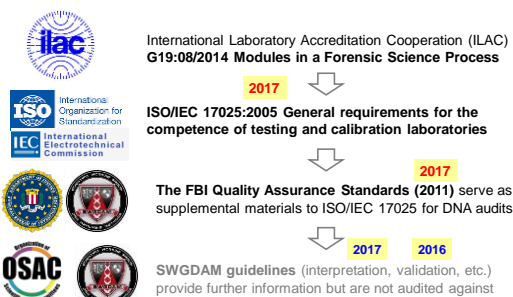 ilac
International Laboratory Accreditation Cooperation (ILAC)
G19:08/2014 Modules in a Forensic Science Process
2017
ISO
International
Organization for
Standardization
IEC
International
Electrotechnical
Commission
ISO/IEC 17025:2005 General requirements for the
competence of testing and calibration laboratories
2017
The FBI Quality Assurance Standards (2011) serve as
supplemental materials to ISO/IEC 17025 for DNA audits
2017 2016
Organization of
OSAC
SWGDAM guidelines (interpretation, validation, etc.)
provide further information but are not audited against